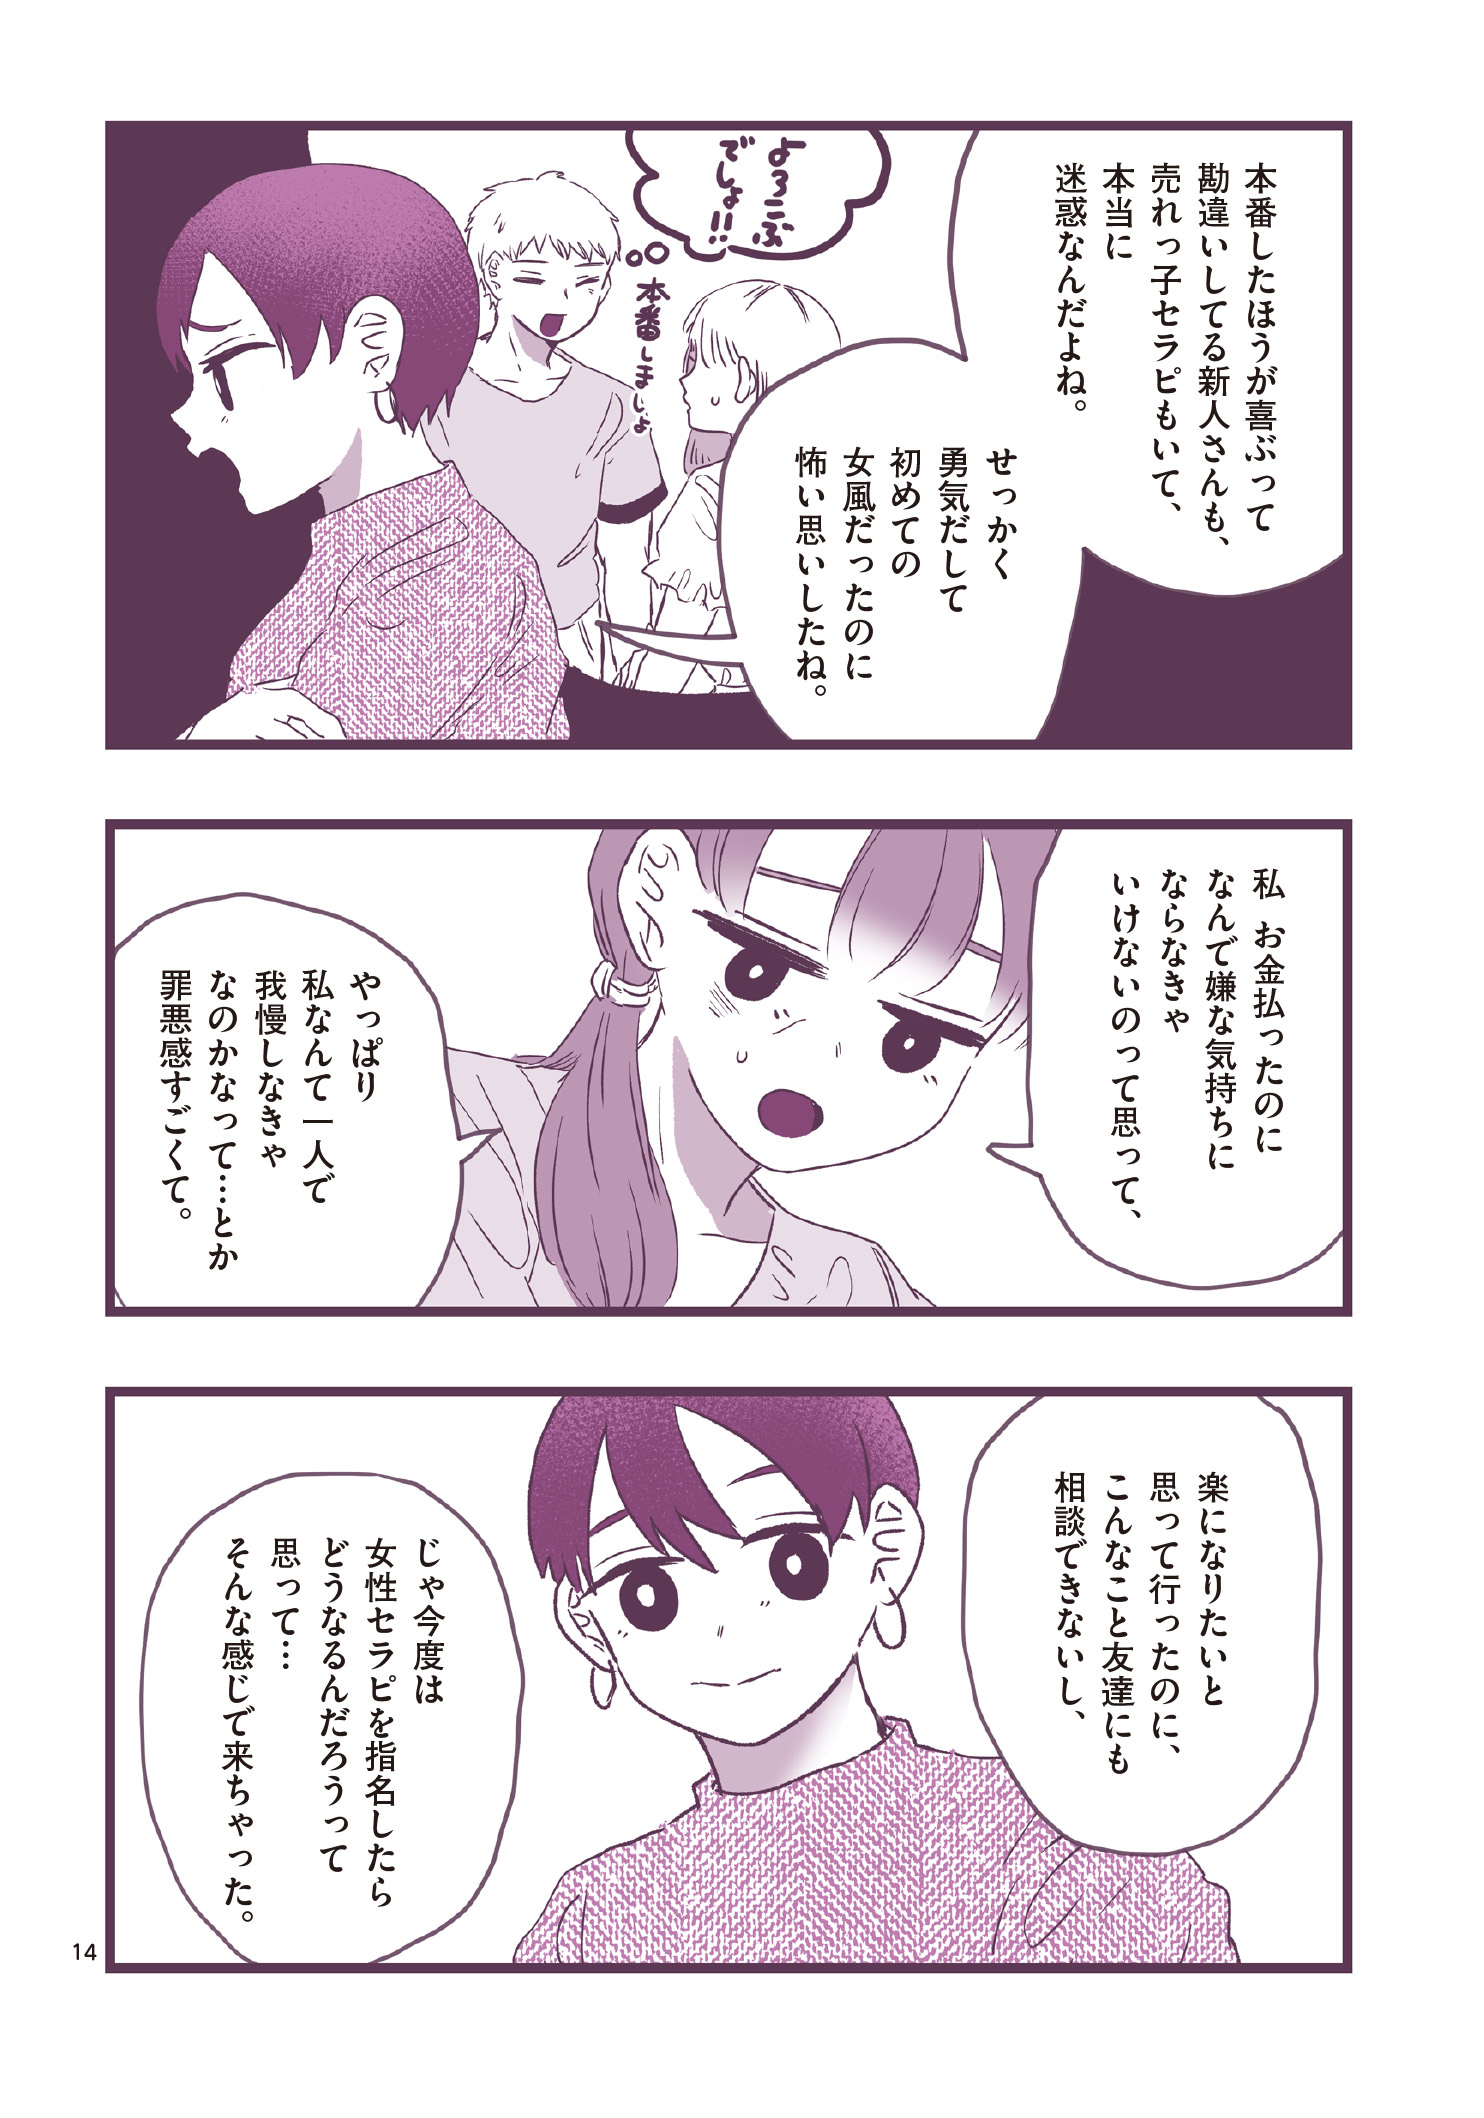 本番したほうが喜ぶって
勘違いしてる新人さんも、
売れっ子セラピもいて、
本当に
迷惑なんだよね。
よろこぶ
でしょ!!
本番しましょ
せっかく
勇気だして
初めての
女風だったのに
怖い思いしたね。
私 お金払ったのに
なんで嫌な気持ちに
ならなきゃ
いけないのって思って、
やっぱり
私なんて一人で
我慢しなきゃ
なのかなって…とか
罪悪感すごくて。
楽になりたいと
思って行ったのに、
こんなこと友達にも
相談できないし、
じゃ今度は
女性セラピを指名したら
どうなるんだろうって
思って…
そんな感じで来ちゃった。
14